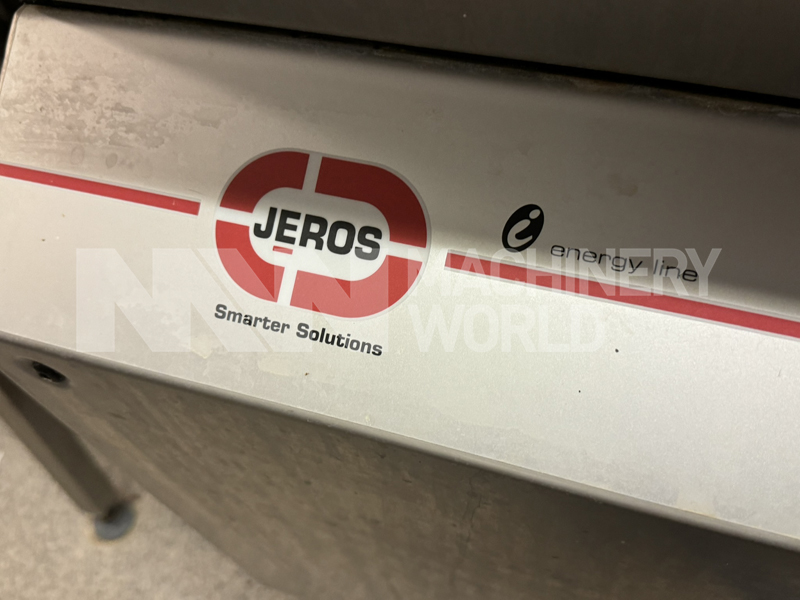 JEROS
Smarter Solutions
energy line
MACHINERY
WORLD